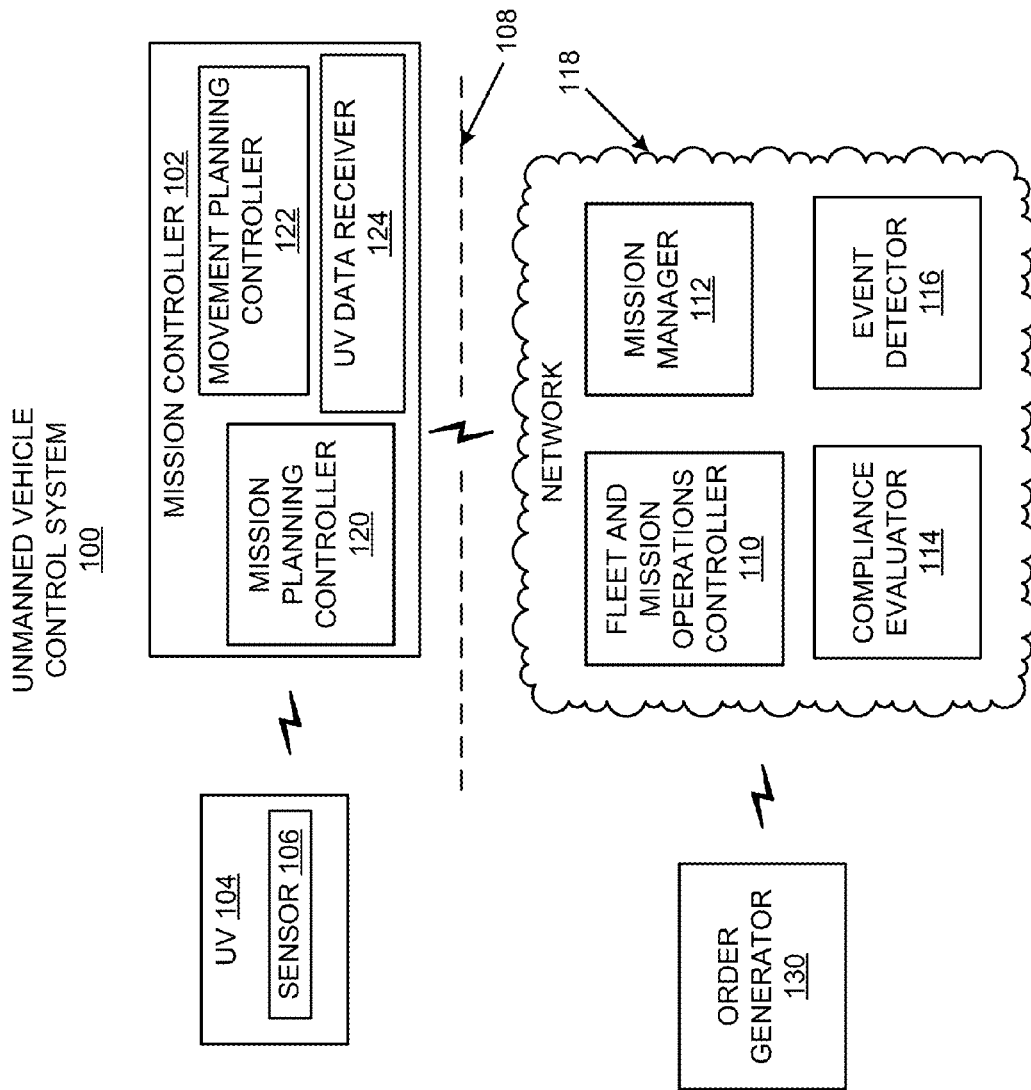 UNMANNED VEHICLE
CONTROL SYSTEM
100
UV 104
SENSOR 106
MISSION CONTROLLER 102
MISSION
PLANNING
CONTROLLER
120
MOVEMENT PLANNING
CONTROLLER
122
UV DATA RECEIVER
124
108
118
NETWORK
FLEET AND
MISSION
OPERATIONS
CONTROLLER
110
MISSION
MANAGER
112
COMPLIANCE
EVALUATOR
114
EVENT
DETECTOR
116
ORDER
GENERATOR
130